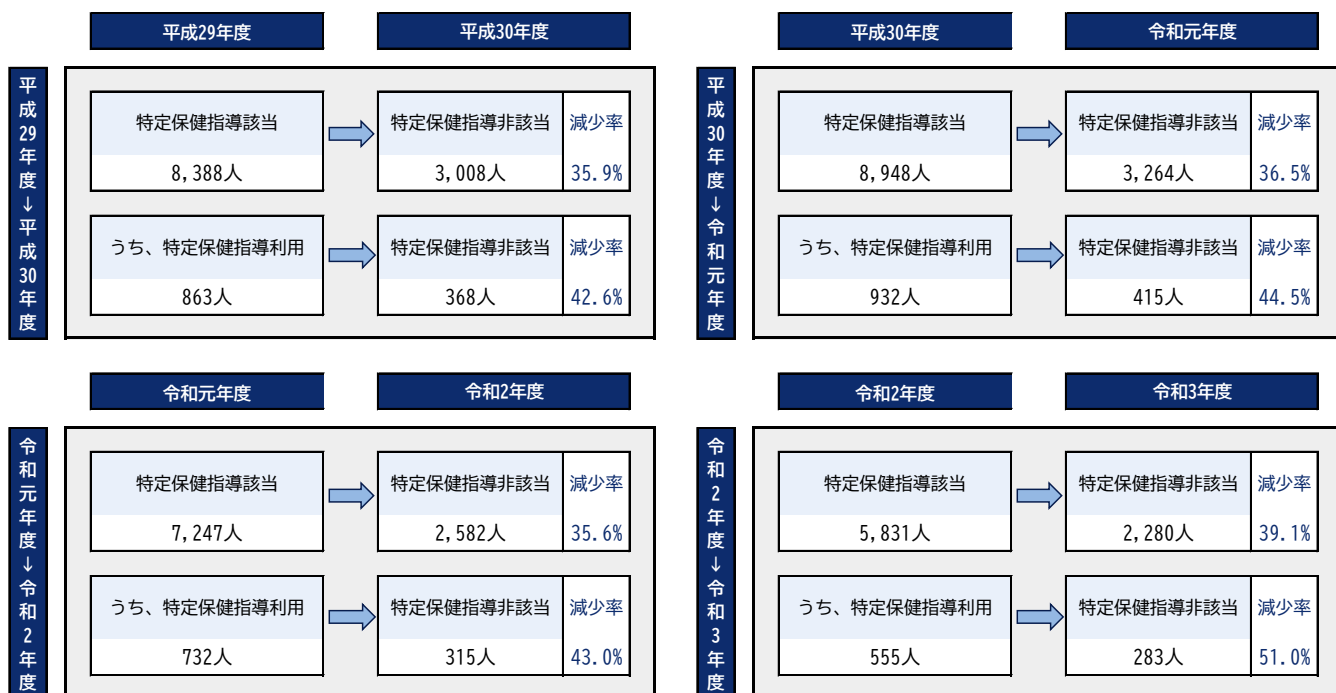 平成29年度
平成30年度
平成29年度↓平成30年度
特定保健指導該当
特定保健指導非該当
減少率
8,388人
3,008人
35.9%
うち、特定保健指導利用
特定保健指導非該当
減少率
863人
368人
42.6%
平成30年度
令和元年度
平成30年度↓令和元年度
特定保健指導該当
特定保健指導非該当
減少率
8,948人
3,264人
36.5%
うち、特定保健指導利用
特定保健指導非該当
減少率
932人
415人
44.5%
令和元年度
令和2年度
令和元年度↓令和2年度
特定保健指導該当
特定保健指導非該当
減少率
7,247人
2,582人
35.6%
うち、特定保健指導利用
特定保健指導非該当
減少率
732人
315人
43.0%
令和2年度
令和3年度
令和2年度↓令和3年度
特定保健指導該当
特定保健指導非該当
減少率
5,831人
2,280人
39.1%
うち、特定保健指導利用
特定保健指導非該当
減少率
555人
283人
51.0%